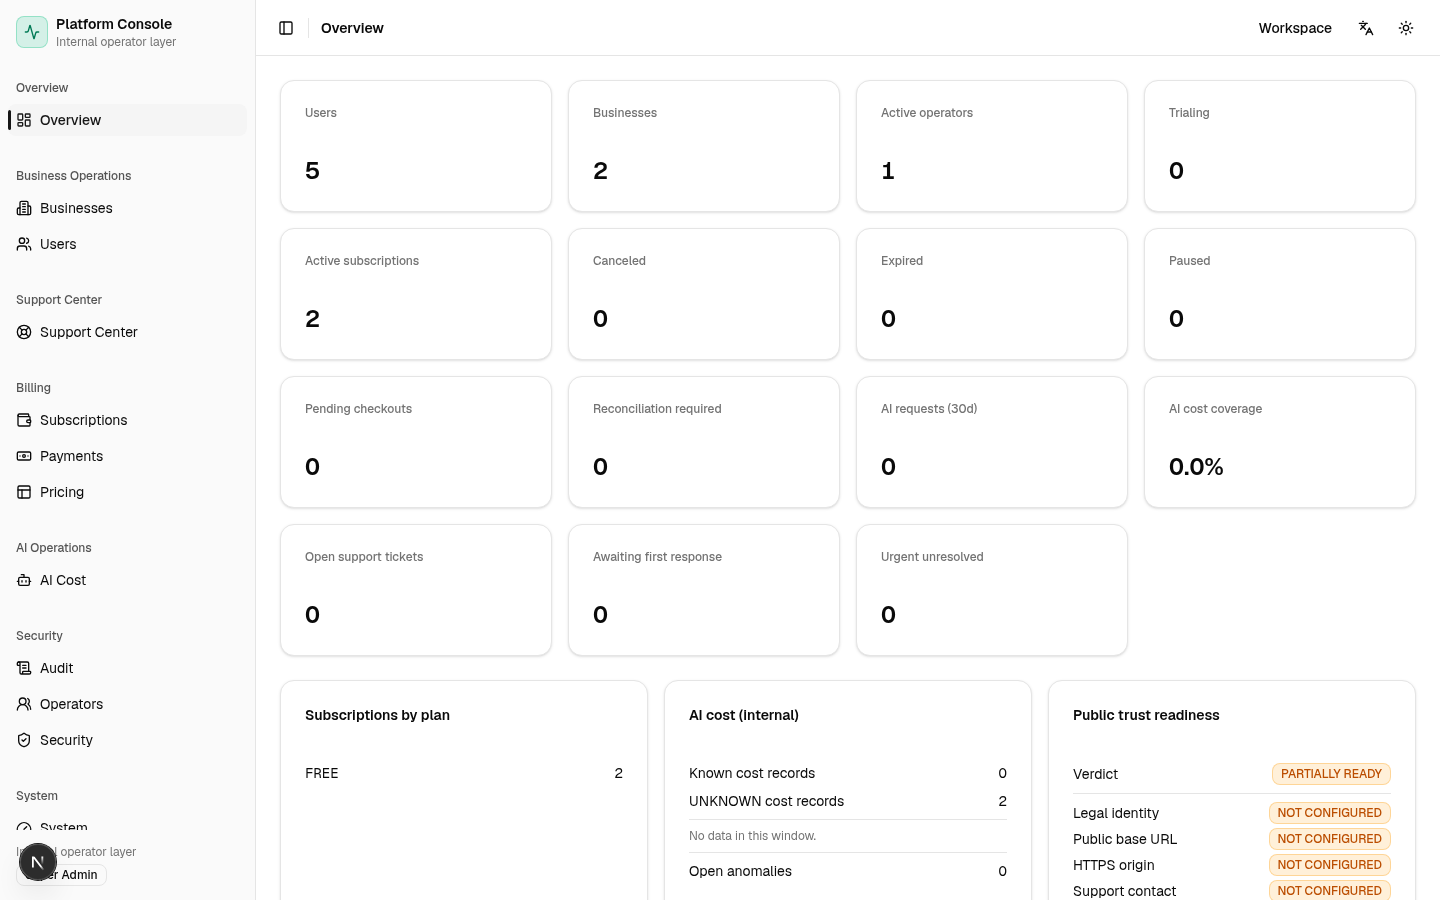 Platform Console
Internal operator layer
Overview
Overview
Business Operations
Businesses
Users
Support Center
Support Center
Billing
Subscriptions
Payments
Pricing
AI Operations
AI Cost
Security
Audit
Operators
Security
System
System
operator layer
Admin
Overview
Workspace
Users
5
Businesses
2
Active operators
1
Trialing
0
Active subscriptions
2
Canceled
0
Expired
0
Paused
0
Pending checkouts
0
Reconciliation required
0
AI requests (30d)
0
AI cost coverage
0.0%
Open support tickets
0
Awaiting first response
0
Urgent unresolved
0
Subscriptions by plan
FREE 2
AI cost (internal)
Known cost records 0
UNKNOWN cost records 2
No data in this window.
Open anomalies 0
Public trust readiness
Verdict PARTIALLY READY
Legal identity NOT CONFIGURED
Public base URL NOT CONFIGURED
HTTPS origin NOT CONFIGURED
Support contact NOT CONFIGURED